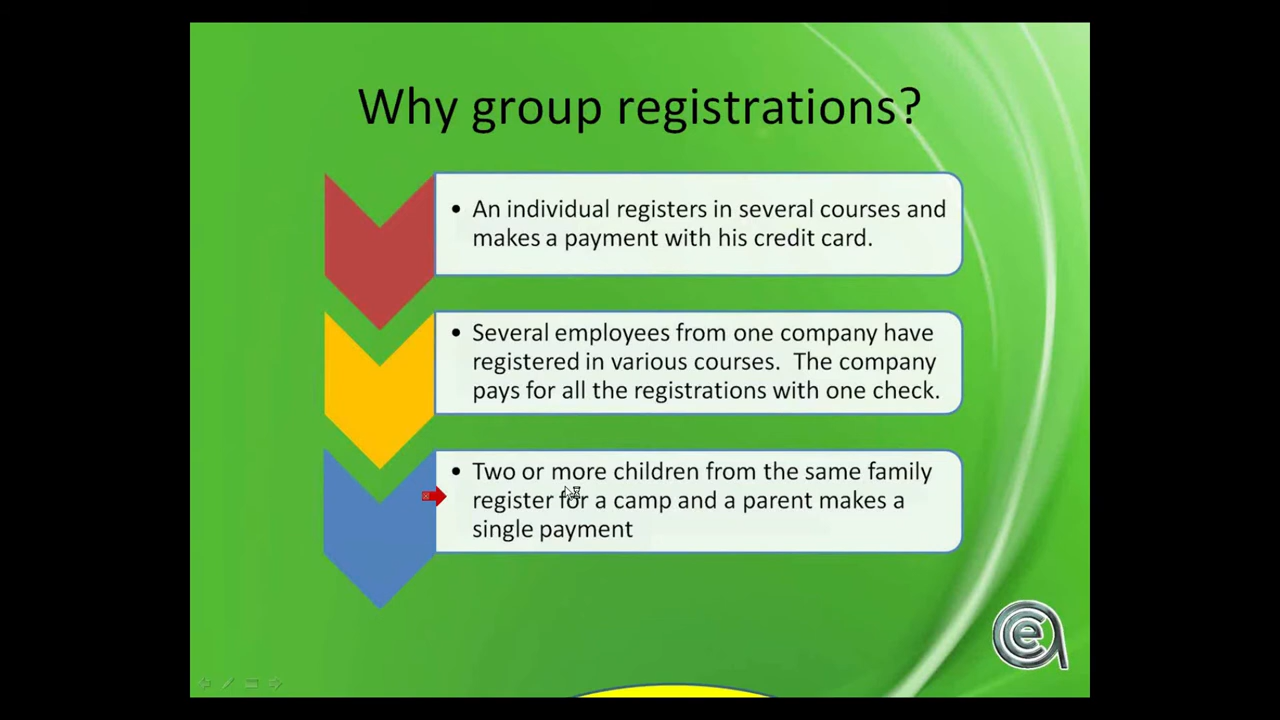 Why group registrations?
• An individual registers in several courses and
makes a payment with his credit card.
• Several employees from one company have
registered in various courses.  The company
pays for all the registrations with one check.
• Two or more children from the same family
register for a camp and a parent makes a
single payment